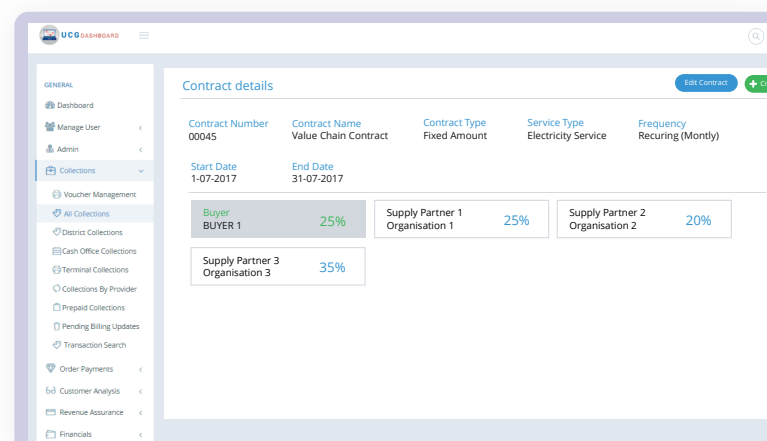 UCG DASHBOARD
GENERAL
Dashboard
Manage User
Admin
Collections
Voucher Management
All Collections
District Collections
Cash Office Collections
Terminal Collections
Collections By Provider
Prepaid Collections
Pending Billing Updates
Transaction Search
Order Payments
Customer Analysis
Revenue Assurance
Financials
Contract details
Edit Contract
Contract Number
00045
Contract Name
Value Chain Contract
Contract Type
Fixed Amount
Service Type
Electricity Service
Frequency
Recuring (Montly)
Start Date
1-07-2017
End Date
31-07-2017
Buyer
BUYER 1
25%
Supply Partner 1
Organisation 1
25%
Supply Partner 2
Organisation 2
20%
Supply Partner 3
Organisation 3
35%